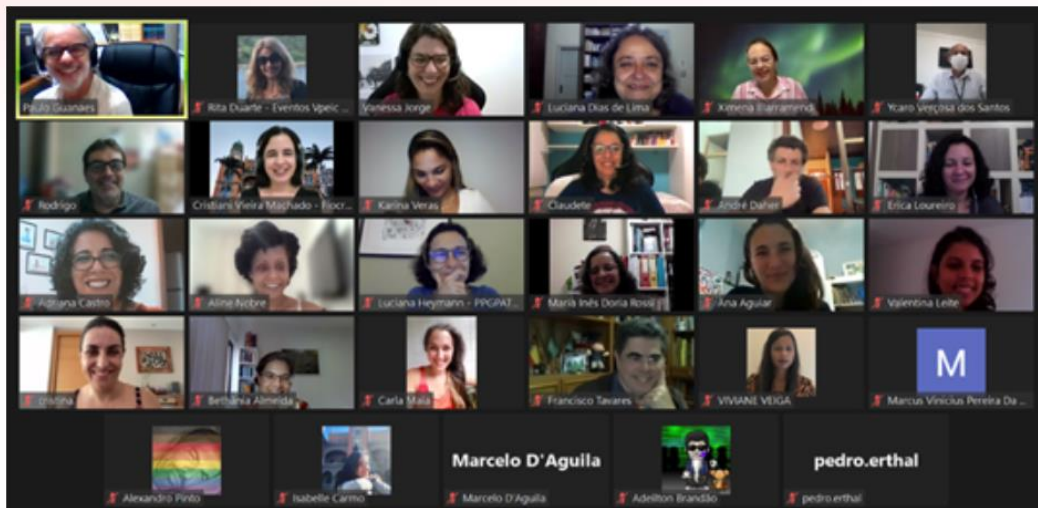 Paulo Guanaes
Rita Duarte - Eventos Vpeic ...
Vanessa Jorge
Luciana Dias de Lima
Ximena Illarramendi
Ycaro Verçosa dos Santos
Rodrigo
Cristiani Vieira Machado - Fiocr...
Karina Veras
Claudete
André Daher
Erica Loureiro
Adriana Castro
Aline Nobre
Luciana Heymann - PPGPAT...
Maria Inês Doria Rossi
Ana Aguiar
Valentina Leite
cristina
Bethânia Almeida
Carla Maia
Francisco Tavares
VIVIANE VEIGA
M
Marcus Vinicius Pereira Da ...
Alexandro Pinto
Isabelle Carmo
Marcelo D'Aguila
Marcelo D'Aguila
Adeilton Brandão
pedro.erthal
pedro.erthal